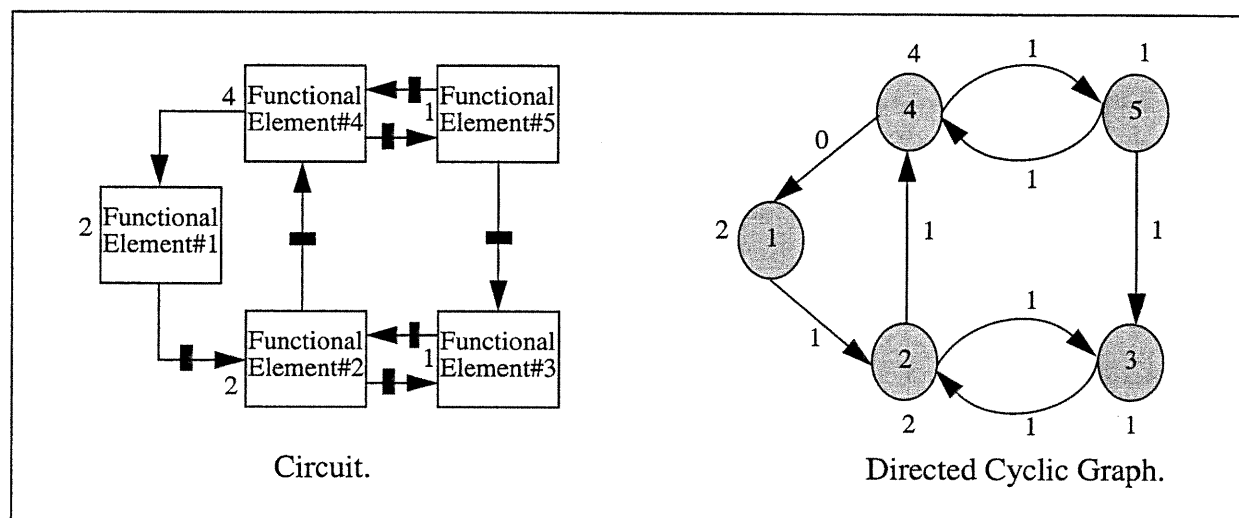 4
Functional
Element#4
1
Functional
Element#5
2
Functional
Element#1
2
Functional
Element#2
1
Functional
Element#3
Circuit.
4
1
1
4
5
0
1
2
1
1
1
1
1
2
3
2
1
1
Directed Cyclic Graph.